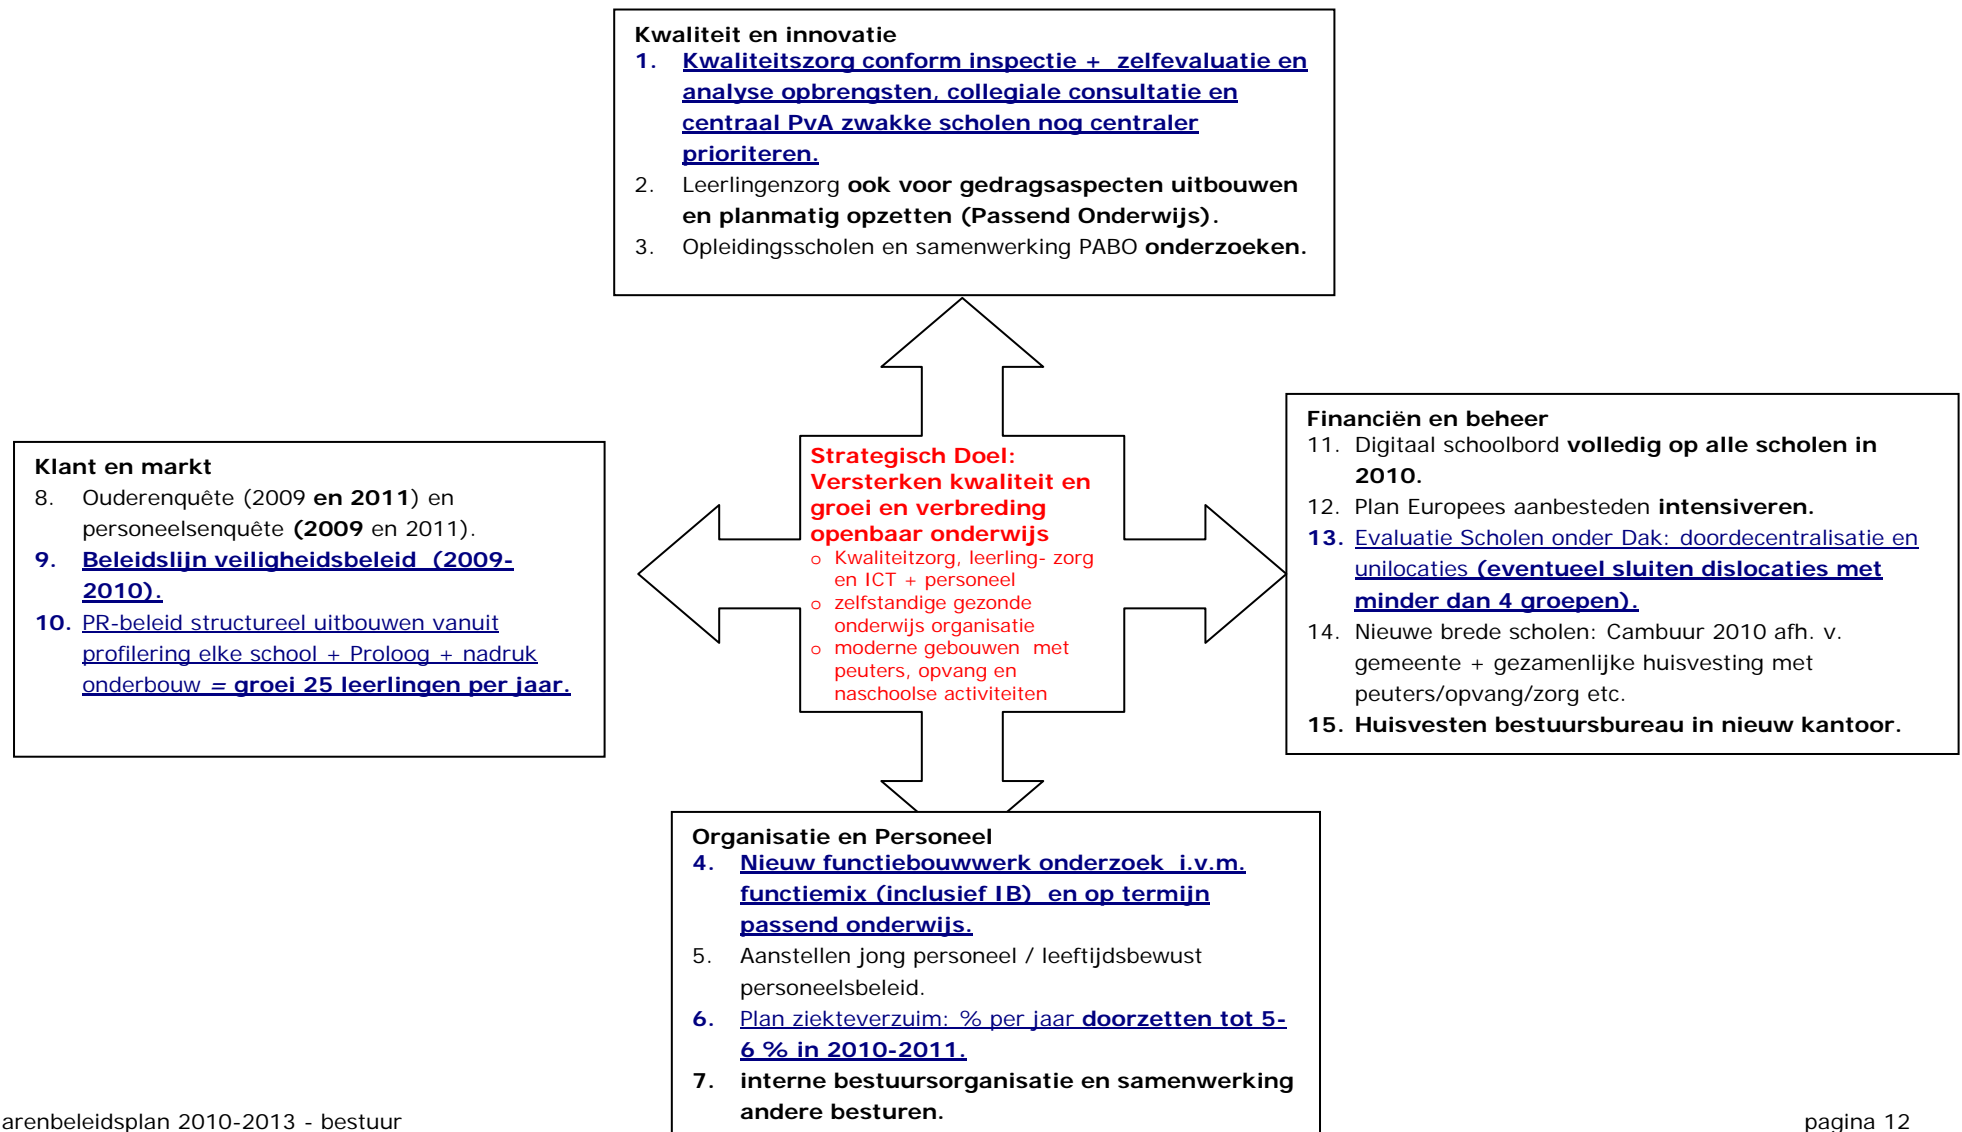 Kwaliteit en innovatie
1. Kwaliteitszorg conform inspectie + zelfevaluatie en
analyse opbrengsten, collegiale consultatie en
centraal PvA zwakke scholen nog centraler
prioriteren.
2. Leerlingenzorg ook voor gedragsaspecten uitbouwen
en planmatig opzetten (Passend Onderwijs).
3. Opleidingsscholen en samenwerking PABO onderzoeken.
Klant en markt
8. Ouderenquête (2009 en 2011) en
personeelsenquête (2009 en 2011).
9. Beleidslijn veiligheidsbeleid (2009-
2010).
10. PR-beleid structureel uitbouwen vanuit
profilering elke school + Proloog + nadruk
onderbouw = groei 25 leerlingen per jaar.
Strategisch Doel:
Versterken kwaliteit en
groei en verbreding
openbaar onderwijs
o Kwaliteitzorg, leerling- zorg
en ICT + personeel
o zelfstandige gezonde
onderwijs organisatie
o moderne gebouwen met
peuters, opvang en
naschoolse activiteiten
Financiën en beheer
11. Digitaal schoolbord volledig op alle scholen in
2010.
12. Plan Europees aanbesteden intensiveren.
13. Evaluatie Scholen onder Dak: doordecentralisatie en
unilocaties (eventueel sluiten dislocaties met
minder dan 4 groepen).
14. Nieuwe brede scholen: Cambuur 2010 afh. v.
gemeente + gezamenlijke huisvesting met
peuters/opvang/zorg etc.
15. Huisvesten bestuursbureau in nieuw kantoor.
Organisatie en Personeel
4. Nieuw functiebouwwerk onderzoek i.v.m.
functiemix (inclusief IB) en op termijn
passend onderwijs.
5. Aanstellen jong personeel / leeftijdsbewust
personeelsbeleid.
6. Plan ziekteverzuim: % per jaar doorzetten tot 5-
6 % in 2010-2011.
7. interne bestuursorganisatie en samenwerking
andere besturen.
arenbeleidsplan 2010-2013 - bestuur
pagina 12